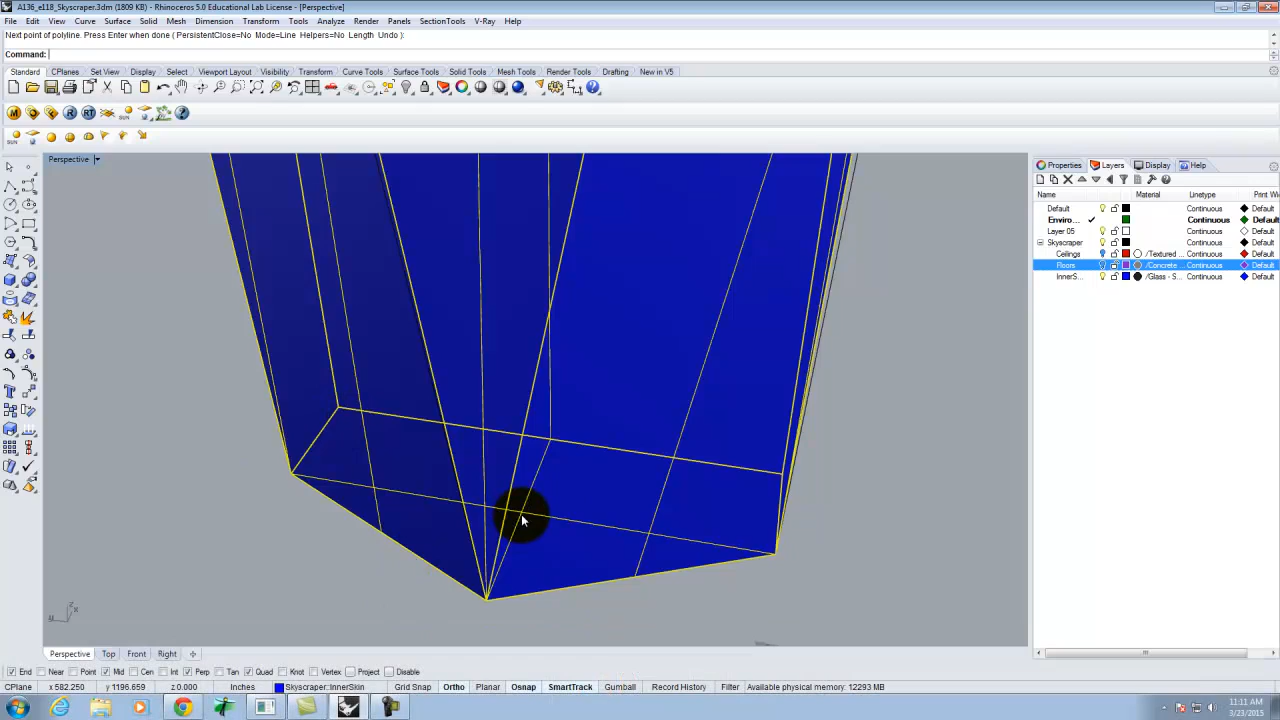 A136_e118_Skyscraper.3dm (1809 KB) - Rhinoceros 5.0 Educational Lab License - [Perspective]
File Edit View Curve Surface Solid Mesh Dimension Transform Tools Analyze Render Panels SectionTools V-Ray Help
Next point of polyline. Press Enter when done ( PersistentClose=No Mode=Line Helpers=No Length Undo ):
Command:
Standard CPlanes Set View Display Select Viewport Layout Visibility Transform Curve Tools Surface Tools Solid Tools Mesh Tools Render Tools Drafting New in V5
Perspective
Properties Layers Display Help
Name Material Linetype Print Wi
Default Continuous Default
Enviro... Continuous Default
Layer 05 Continuous Default
Skyscraper Continuous Default
Ceilings /Textured ... Continuous Default
Floors /Concrete ... Continuous Default
InnerS... /Glass - S... Continuous Default
z
y x
Perspective Top Front Right
End Near Point Mid Cen Int Perp Tan Quad Knot Vertex Project Disable
CPlane x 582.250 y 1196.659 z 0.000 Inches Skyscraper::InnerSkin Grid Snap Ortho Planar Osnap SmartTrack Gumball Record History Filter Available physical memory: 12293 MB
11:11 AM
3/23/2015